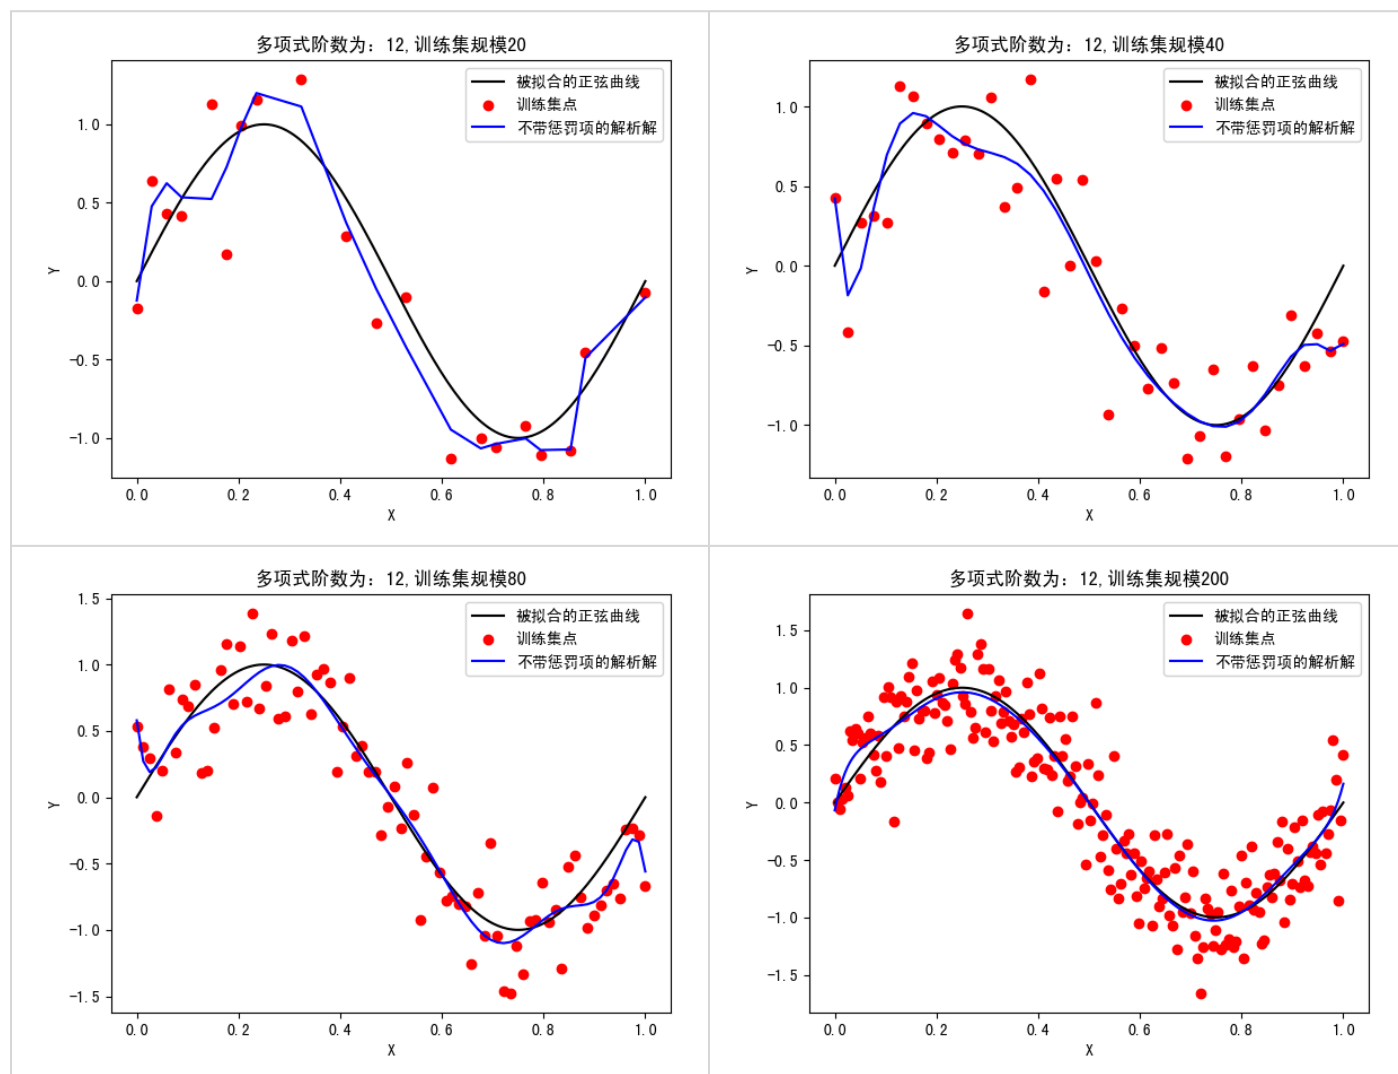 多项式阶数为：12,训练集规模20
被拟合的正弦曲线
训练集点
不带惩罚项的解析解
1.0
0.5
0.0
-0.5
-1.0
Y
0.0 0.2 0.4 0.6 0.8 1.0
X
多项式阶数为：12,训练集规模40
被拟合的正弦曲线
训练集点
不带惩罚项的解析解
1.0
0.5
0.0
-0.5
-1.0
Y
0.0 0.2 0.4 0.6 0.8 1.0
X
多项式阶数为：12,训练集规模80
被拟合的正弦曲线
训练集点
不带惩罚项的解析解
1.5
1.0
0.5
0.0
-0.5
-1.0
-1.5
Y
0.0 0.2 0.4 0.6 0.8 1.0
X
多项式阶数为：12,训练集规模200
被拟合的正弦曲线
训练集点
不带惩罚项的解析解
1.5
1.0
0.5
0.0
-0.5
-1.0
-1.5
Y
0.0 0.2 0.4 0.6 0.8 1.0
X